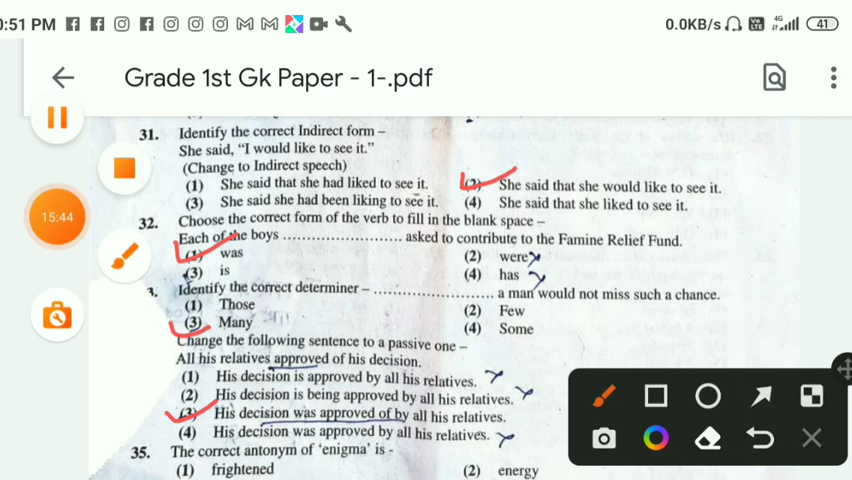 0:51 PM
0.0KB/s
4G
41
Grade 1st Gk Paper - 1-.pdf
31. Identify the correct Indirect form –
She said, “I would like to see it.”
(Change to Indirect speech)
(1) She said that she had liked to see it. (2) She said that she would like to see it.
(3) She said she had been liking to see it. (4) She said that she liked to see it.
15:44
32. Choose the correct form of the verb to fill in the blank space –
Each of the boys .............................. asked to contribute to the Famine Relief Fund.
(1) was (2) were
(3) is (4) has
3. Identify the correct determiner – .............................. a man would not miss such a chance.
(1) Those (2) Few
(3) Many (4) Some
Change the following sentence to a passive one –
All his relatives approved of his decision.
(1) His decision is approved by all his relatives.
(2) His decision is being approved by all his relatives.
(3) His decision was approved of by all his relatives.
(4) His decision was approved by all his relatives.
35. The correct antonym of ‘enigma’ is -
(1) frightened (2) energy